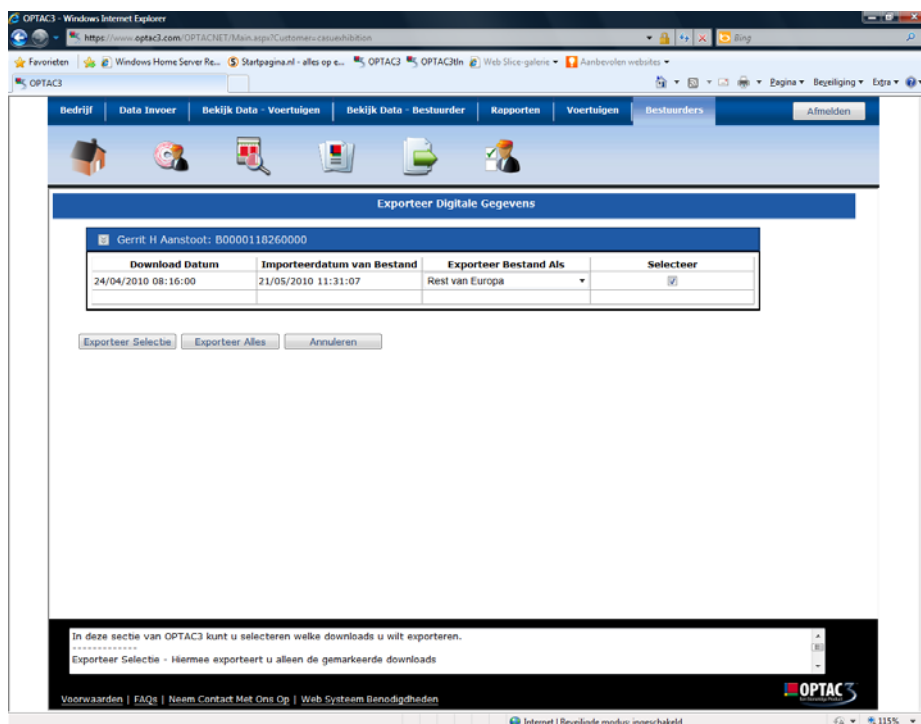 OPTAC3 - Windows Internet Explorer
https://www.optac3.com/OPTACNET/Main.aspx?Customer=casuexhibition
Bing
Favorieten Windows Home Server Re... Startpagina.nl - alles op e... OPTAC3 OPTAC3tln Web Slice-galerie Aanbevolen websites
OPTAC3 Pagina Beveiliging Extra
Bedrijf Data Invoer Bekijk Data - Voertuigen Bekijk Data - Bestuurder Rapporten Voertuigen Bestuurders Afmelden
Exporteer Digitale Gegevens
Gerrit H Aanstoot: B0000118260000
Download Datum Importeerdatum van Bestand Exporteer Bestand Als Selecteer
24/04/2010 08:16:00 21/05/2010 11:31:07 Rest van Europa
Exporteer Selectie Exporteer Alles Annuleren
In deze sectie van OPTAC3 kunt u selecteren welke downloads u wilt exporteren.
-------------
Exporteer Selectie - Hiermee exporteert u alleen de gemarkeerde downloads
Voorwaarden | FAQs | Neem Contact Met Ons Op | Web Systeem Benodigdheden
OPTAC3
Internet | Beveiligde modus: ingeschakeld 115%